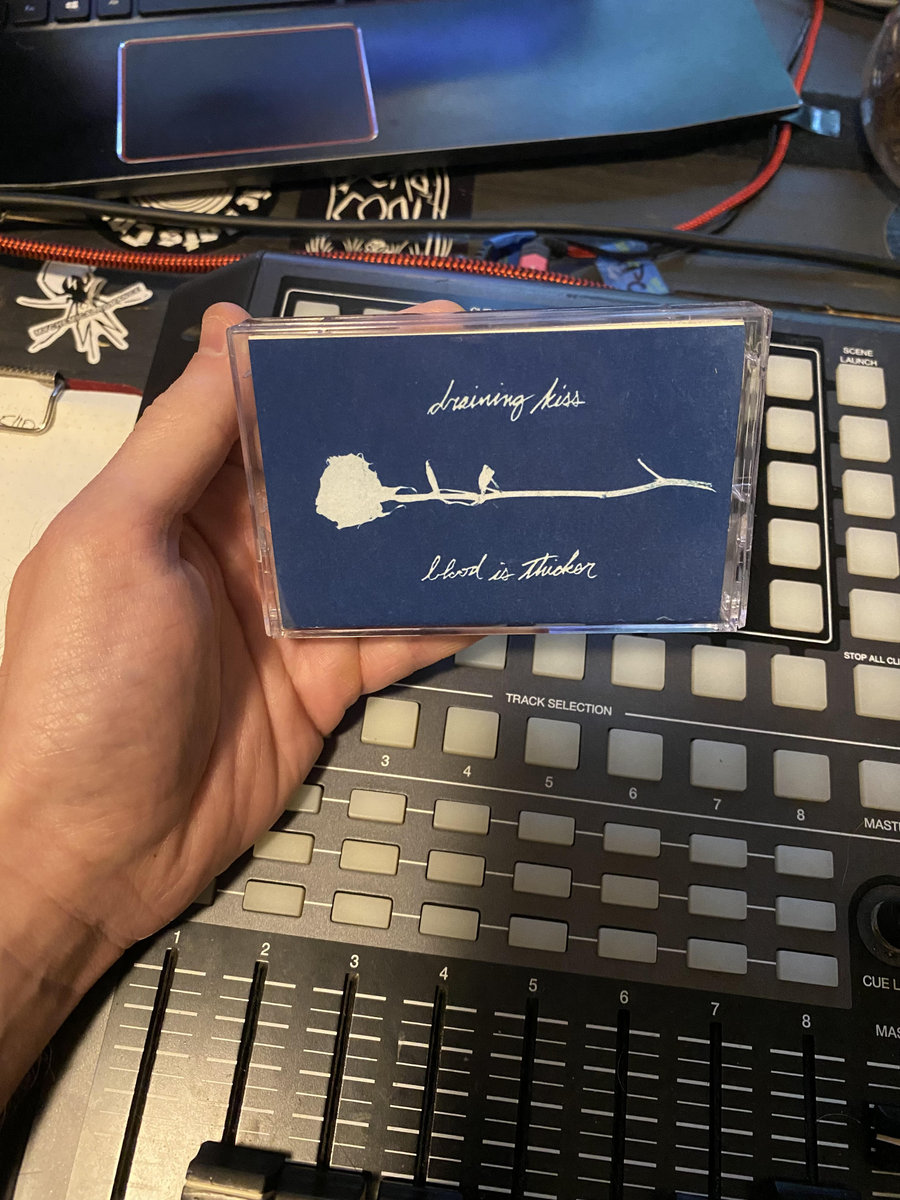 draining kiss
blood is thicker
SCENE
LAUNCH
STOP ALL CLI
TRACK SELECTION
3
4
5
6
7
8
MAST
1
2
3
4
5
6
7
8
CUE L
MAS